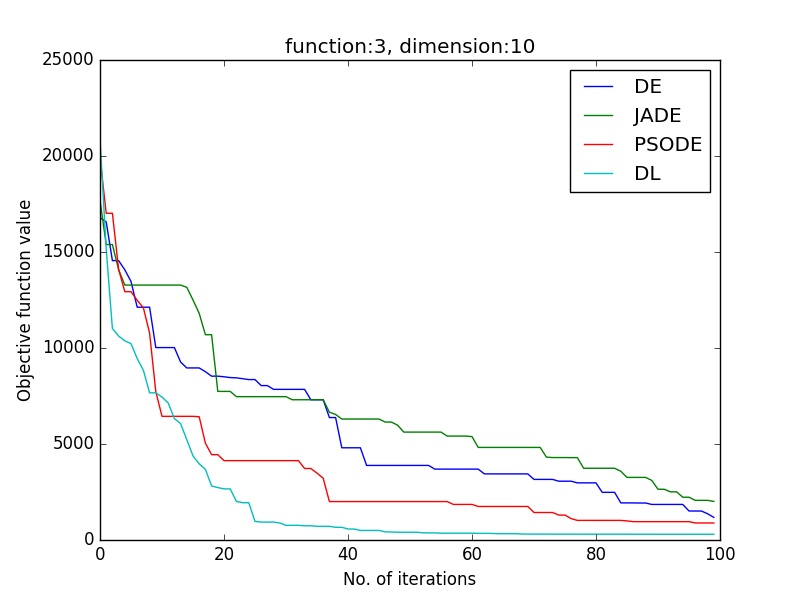 function:3, dimension:10
25000
20000
15000
10000
5000
0
Objective function value
DE
JADE
PSODE
DL
0 20 40 60 80 100
No. of iterations